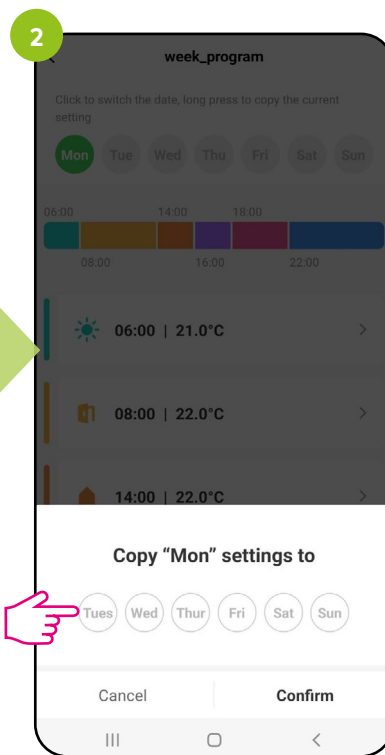 2
week_program
Click to switch the date, long press to copy the current
setting
Mon Tue Wed Thu Fri Sat Sun
06:00 14:00 18:00
08:00 16:00 22:00
06:00 | 21.0°C
08:00 | 22.0°C
14:00 | 22.0°C
Copy “Mon” settings to
Tues Wed Thur Fri Sat Sun
Cancel Confirm